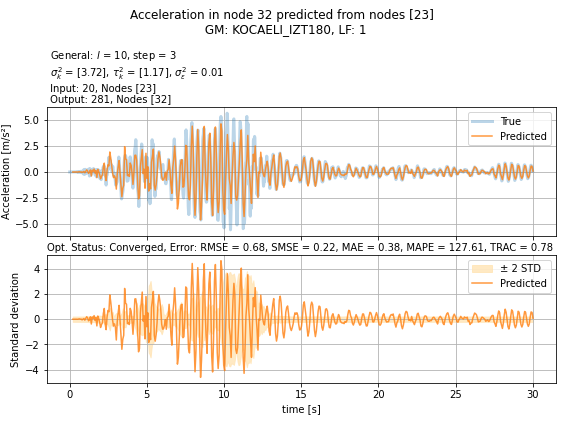 Acceleration in node 32 predicted from nodes [23]
GM: KOCAELI_IZT180, LF: 1
General: l = 10, step = 3
σ²ₖ = [3.72], τ²ₖ = [1.17], σ²ε = 0.01
Input: 20, Nodes [23]
Output: 281, Nodes [32]
Acceleration [m/s²]
5.0
2.5
0.0
−2.5
−5.0
True
Predicted
Opt. Status: Converged, Error: RMSE = 0.68, SMSE = 0.22, MAE = 0.38, MAPE = 127.61, TRAC = 0.78
Standard deviation
4
2
0
−2
−4
± 2 STD
Predicted
0 5 10 15 20 25 30
time [s]